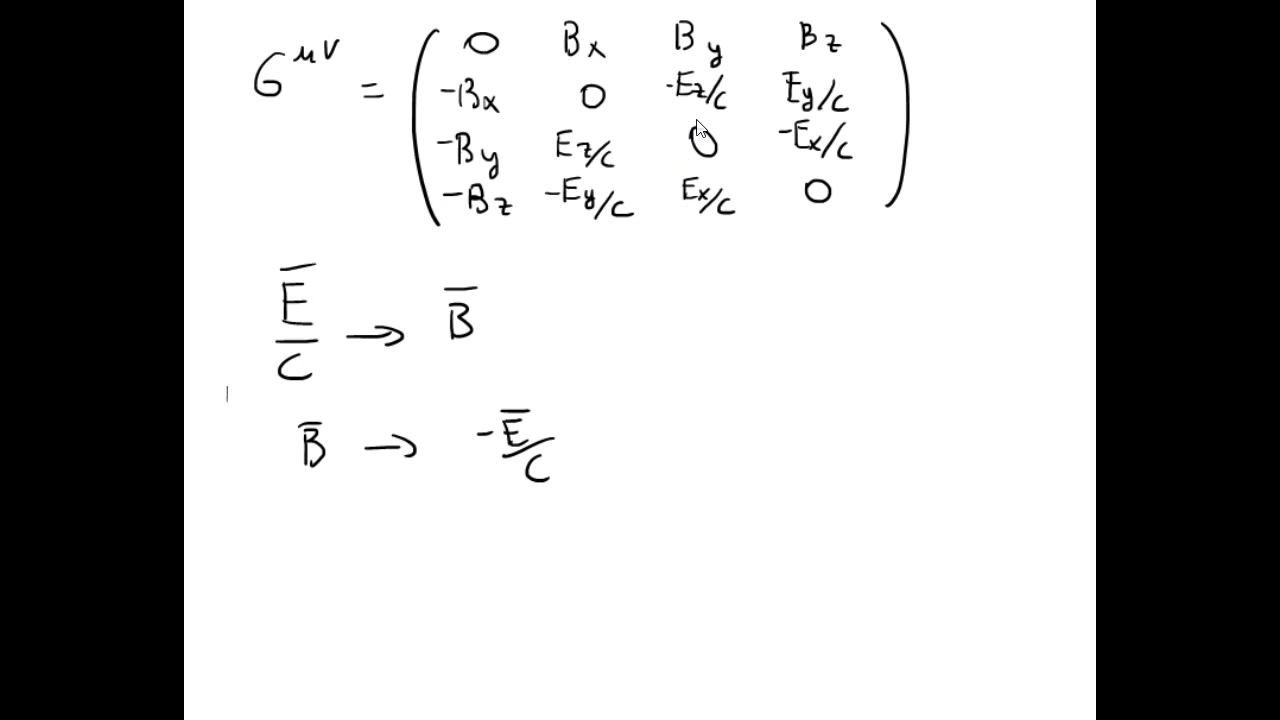 G^μν = ( 0 Bx By Bz
-Bx 0 -Ez/c Ey/c
-By Ez/c 0 -Ex/c
-Bz -Ey/c Ex/c 0 )
E̅/c → B̅
B̅ → -E̅/c